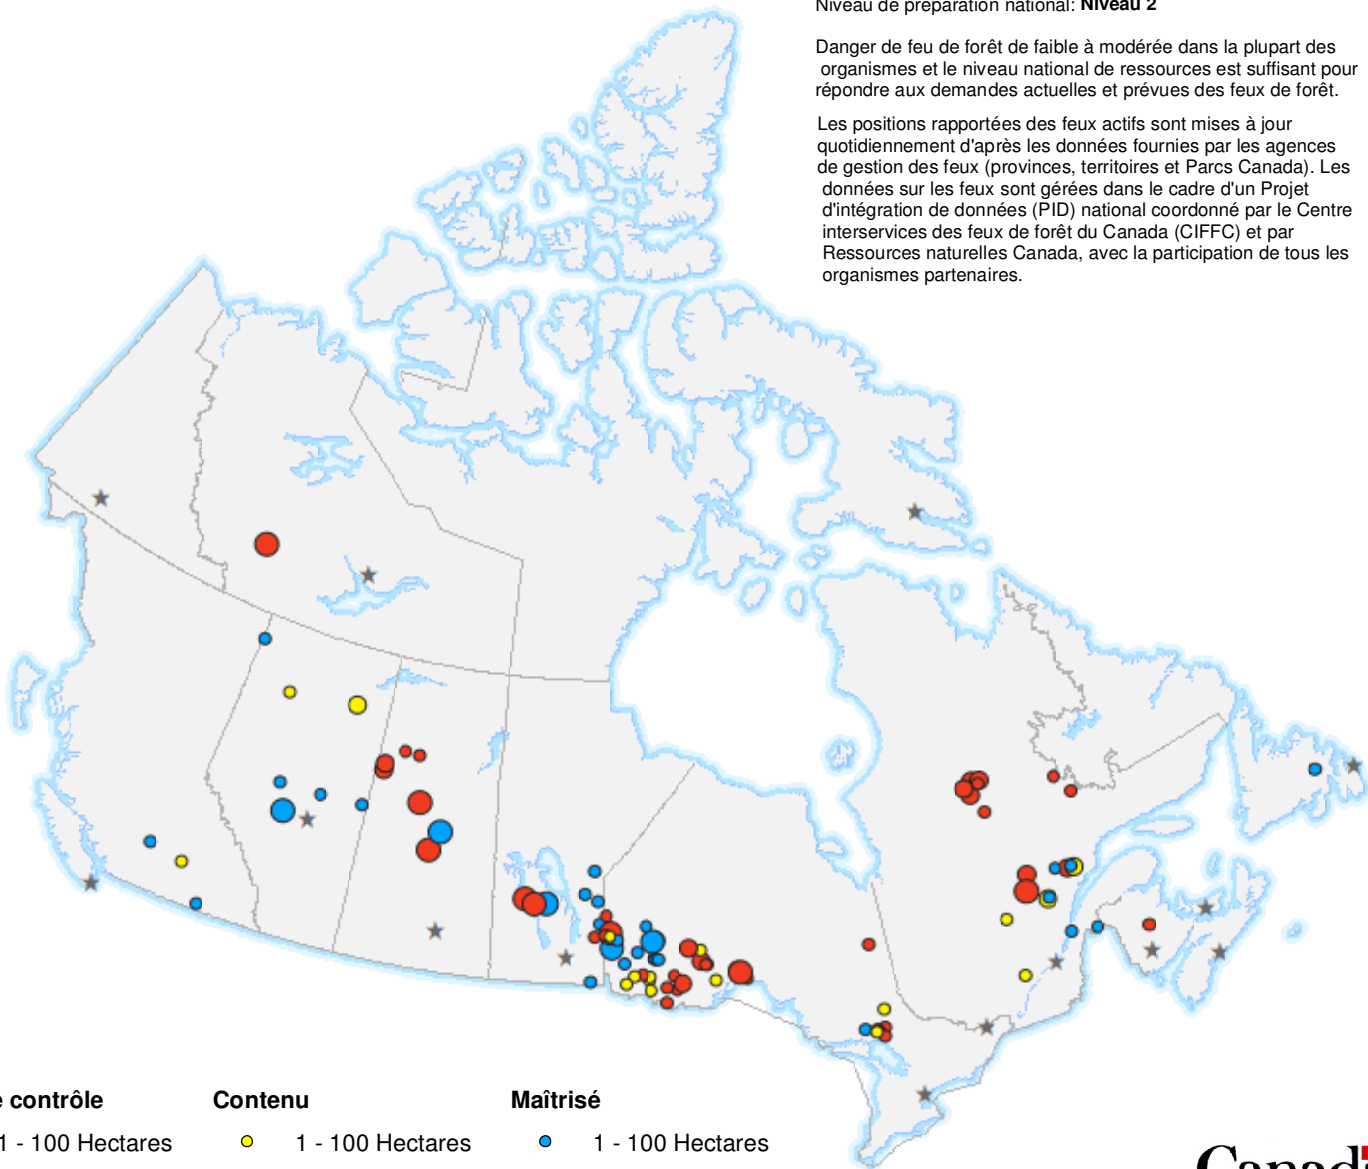 Niveau de préparation national: Niveau 2
Danger de feu de forêt de faible à modérée dans la plupart des
organismes et le niveau national de ressources est suffisant pour
répondre aux demandes actuelles et prévues des feux de forêt.
Les positions rapportées des feux actifs sont mises à jour
quotidiennement d'après les données fournies par les agences
de gestion des feux (provinces, territoires et Parcs Canada). Les
données sur les feux sont gérées dans le cadre d'un Projet
d'intégration de données (PID) national coordonné par le Centre
interservices des feux de forêt du Canada (CIFFC) et par
Ressources naturelles Canada, avec la participation de tous les
organismes partenaires.
contrôle Contenu Maîtrisé
1 - 100 Hectares 1 - 100 Hectares 1 - 100 Hectares